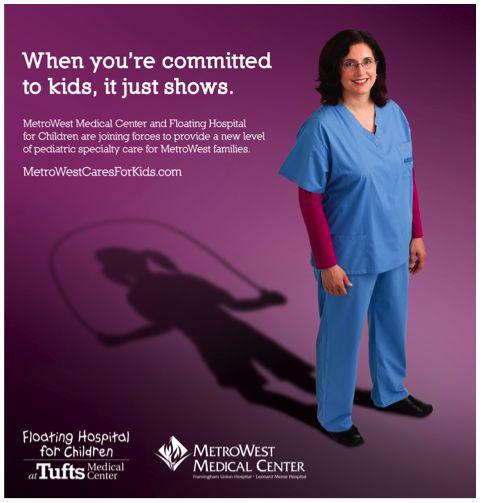 When you're committed
to kids, it just shows.
MetroWest Medical Center and Floating Hospital
for Children are joining forces to provide a new level
of pediatric specialty care for MetroWest families.
MetroWestCaresForKids.com
Floating Hospital
for Children
at Tufts Medical
Center
METROWEST
MEDICAL CENTER
Framingham Union Hospital • Leonard Morse Hospital